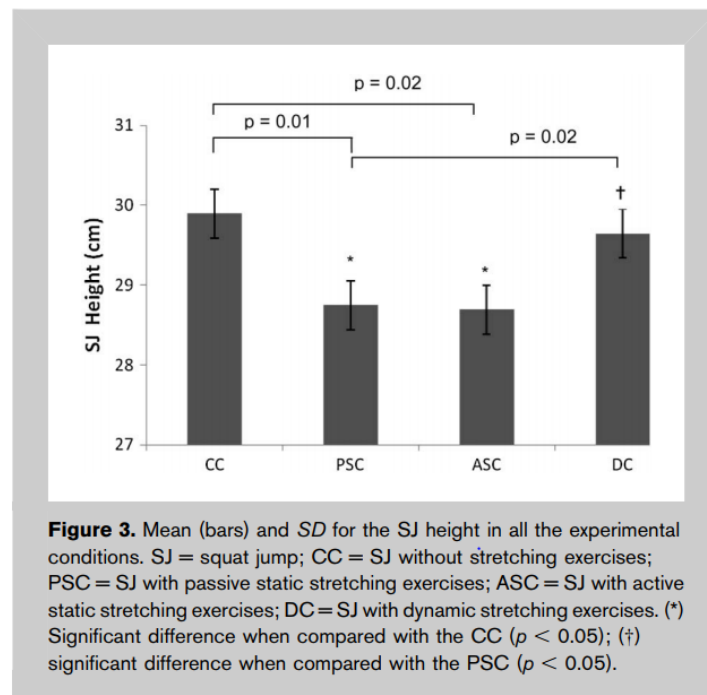 p = 0.02
p = 0.01
p = 0.02
31
30
29
28
27
SJ Height (cm)
*
*
†
CC PSC ASC DC
Figure 3. Mean (bars) and SD for the SJ height in all the experimental
conditions. SJ = squat jump; CC = SJ without stretching exercises;
PSC = SJ with passive static stretching exercises; ASC = SJ with active
static stretching exercises; DC = SJ with dynamic stretching exercises. (*)
Significant difference when compared with the CC (p < 0.05); (†)
significant difference when compared with the PSC (p < 0.05).